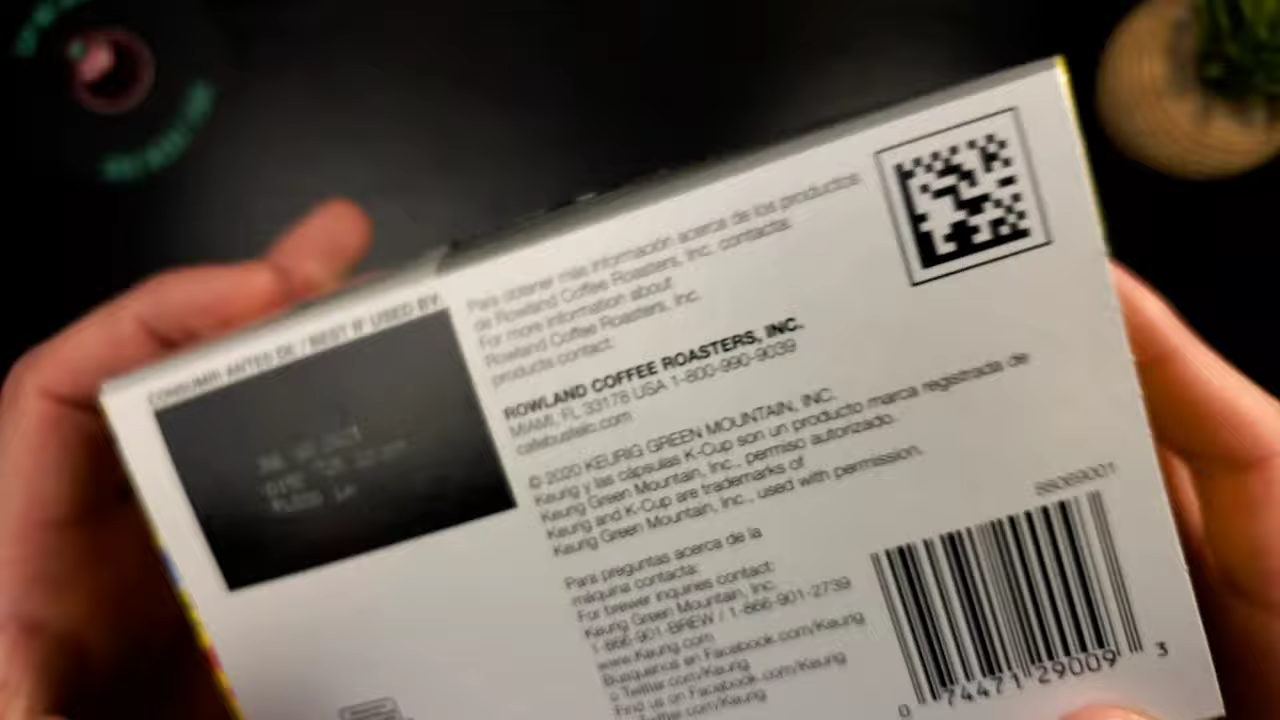 CONSUMIR ANTES DE / BEST IF USED BY:
Para obtener más información acerca de los productos
de Rowland Coffee Roasters, Inc. contacta:
For more information about
Rowland Coffee Roasters, Inc.
products contact:
ROWLAND COFFEE ROASTERS, INC.
MIAMI, FL 33178 USA 1-800-990-9039
cafebustelo.com
© 2020 KEURIG GREEN MOUNTAIN, INC.
Keurig y las cápsulas K-Cup son un producto marca registrada de
Keurig Green Mountain, Inc., permiso autorizado.
Keurig and K-Cup are trademarks of
Keurig Green Mountain, Inc., used with permission.
Para preguntas acerca de la
máquina contacta:
For brewer inquiries contact:
Keurig Green Mountain, Inc.
1-866-901-BREW / 1-866-901-2739
www.Keurig.com
Búsquenos en Facebook.com/Keurig
o Twitter.com/Keurig
Find us on Facebook.com/Keurig
Twitter.com/Keurig
0 74471 29009 3